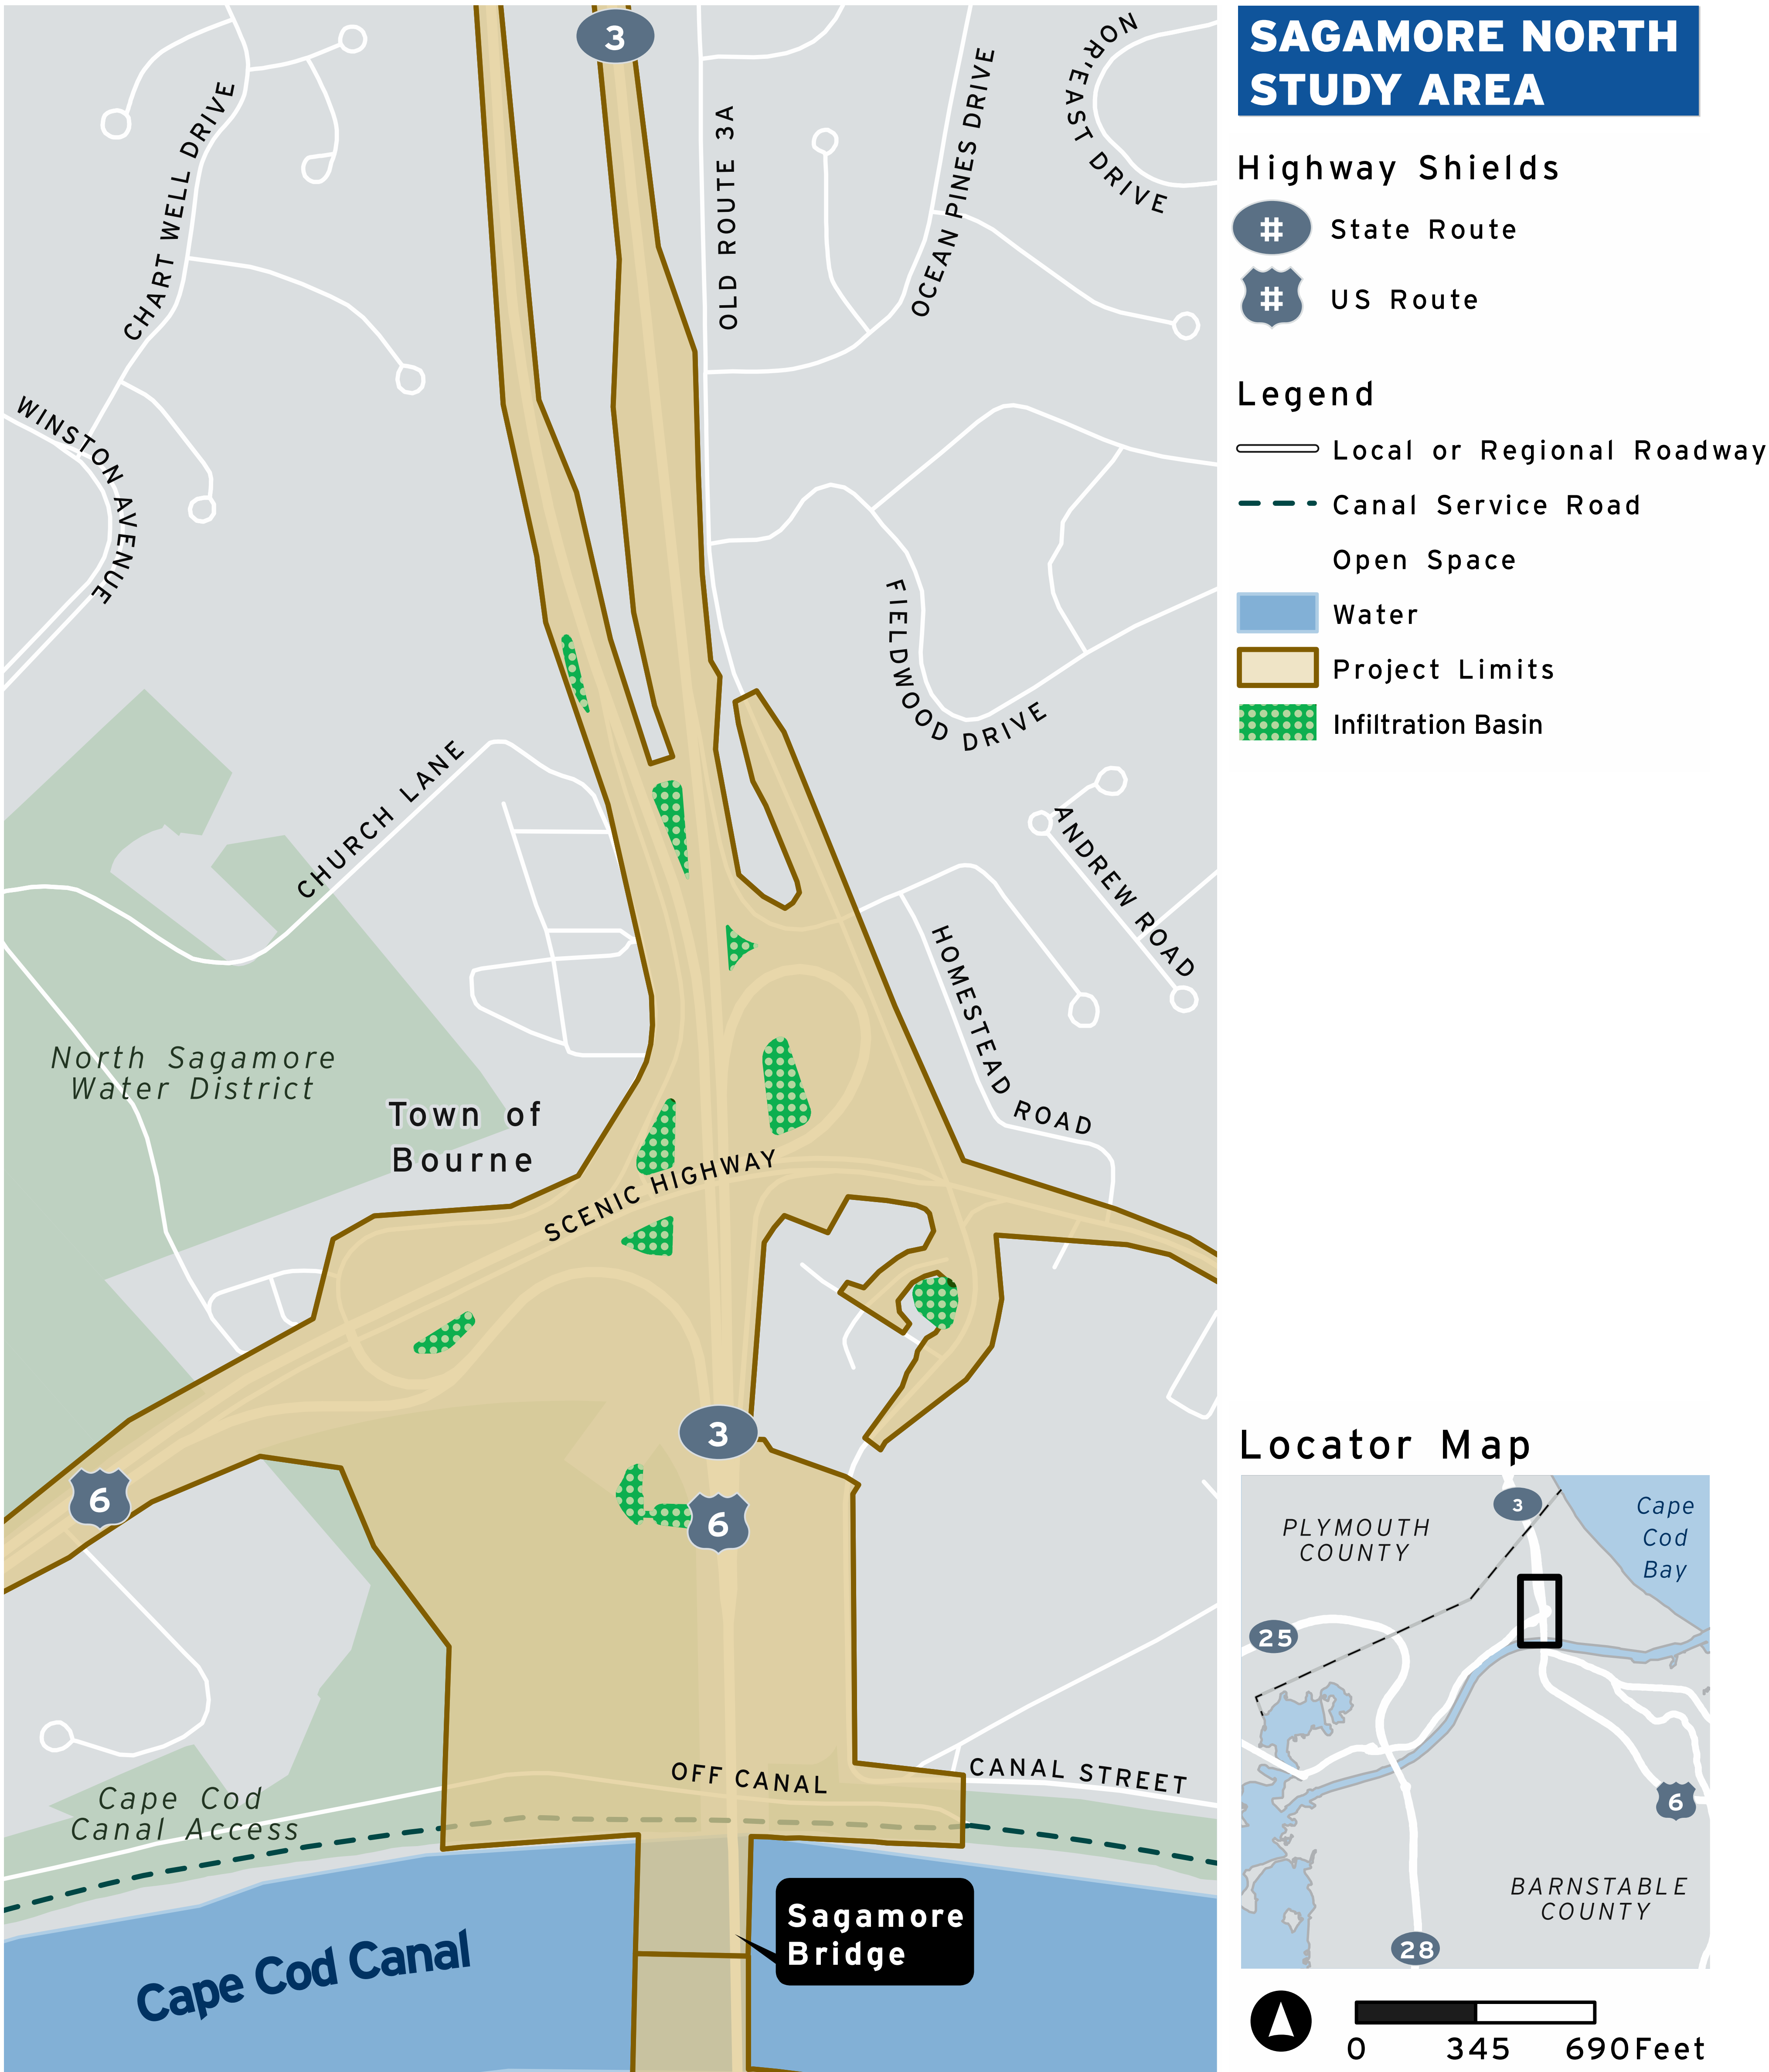 SAGAMORE NORTH
STUDY AREA
Highway Shields
# State Route
# US Route
Legend
Local or Regional Roadway
Canal Service Road
Open Space
Water
Project Limits
Infiltration Basin
3
CHART WELL DRIVE
OLD ROUTE 3A
OCEAN PINES DRIVE
NOR'EAST DRIVE
WINSTON AVENUE
FIELDWOOD DRIVE
CHURCH LANE
ANDREW ROAD
HOMESTEAD ROAD
North Sagamore
Water District
Town of
Bourne
SCENIC HIGHWAY
3
6
6
OFF CANAL
CANAL STREET
Cape Cod
Canal Access
Sagamore
Bridge
Cape Cod Canal
Locator Map
3
PLYMOUTH
COUNTY
Cape
Cod
Bay
25
6
BARNSTABLE
COUNTY
28
0 345 690 Feet